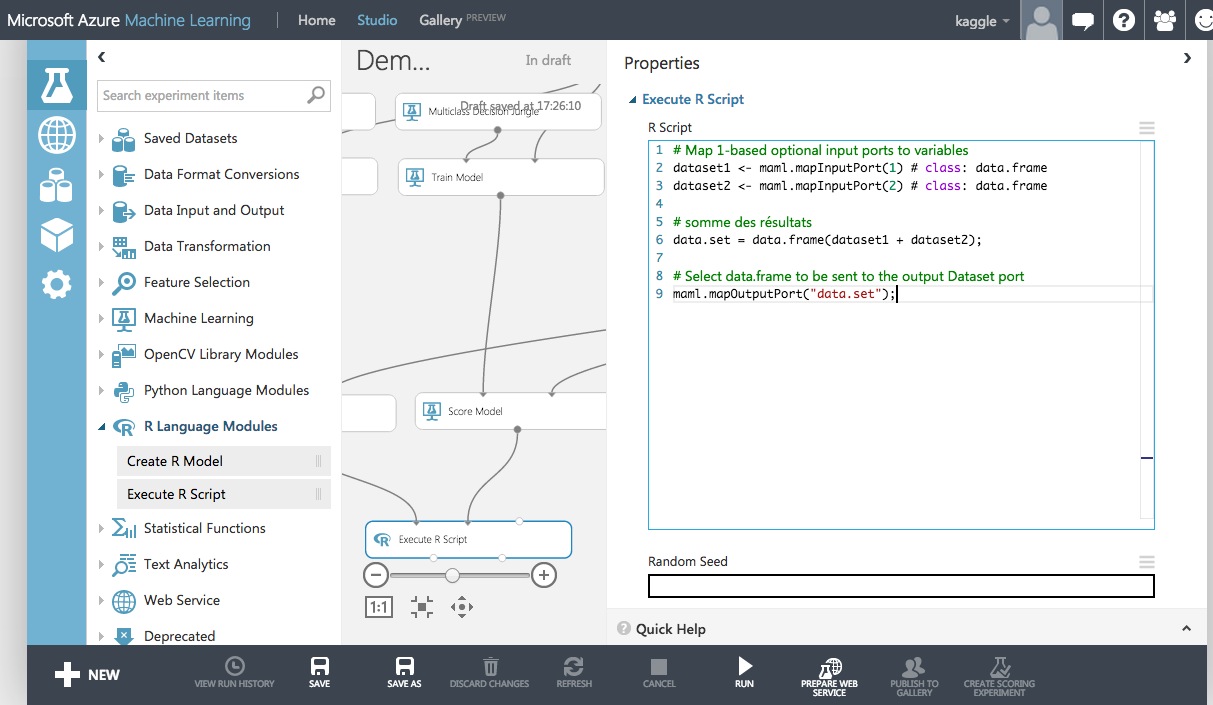 Microsoft Azure Machine Learning
Home
Studio
Gallery PREVIEW
kaggle
Search experiment items
Saved Datasets
Data Format Conversions
Data Input and Output
Data Transformation
Feature Selection
Machine Learning
OpenCV Library Modules
Python Language Modules
R Language Modules
Create R Model
Execute R Script
Statistical Functions
Text Analytics
Web Service
Deprecated
Dem...
In draft
Draft saved at 17:26:10
Multiclass Decision Jungle
Train Model
Score Model
Execute R Script
1:1
Properties
Execute R Script
R Script
1 # Map 1-based optional input ports to variables
2 dataset1 <- maml.mapInputPort(1) # class: data.frame
3 dataset2 <- maml.mapInputPort(2) # class: data.frame
4
5 # somme des résultats
6 data.set = data.frame(dataset1 + dataset2);
7
8 # Select data.frame to be sent to the output Dataset port
9 maml.mapOutputPort("data.set");
Random Seed
Quick Help
NEW
VIEW RUN HISTORY
SAVE
SAVE AS
DISCARD CHANGES
REFRESH
CANCEL
RUN
PREPARE WEB
SERVICE
PUBLISH TO
GALLERY
CREATE SCORING
EXPERIMENT